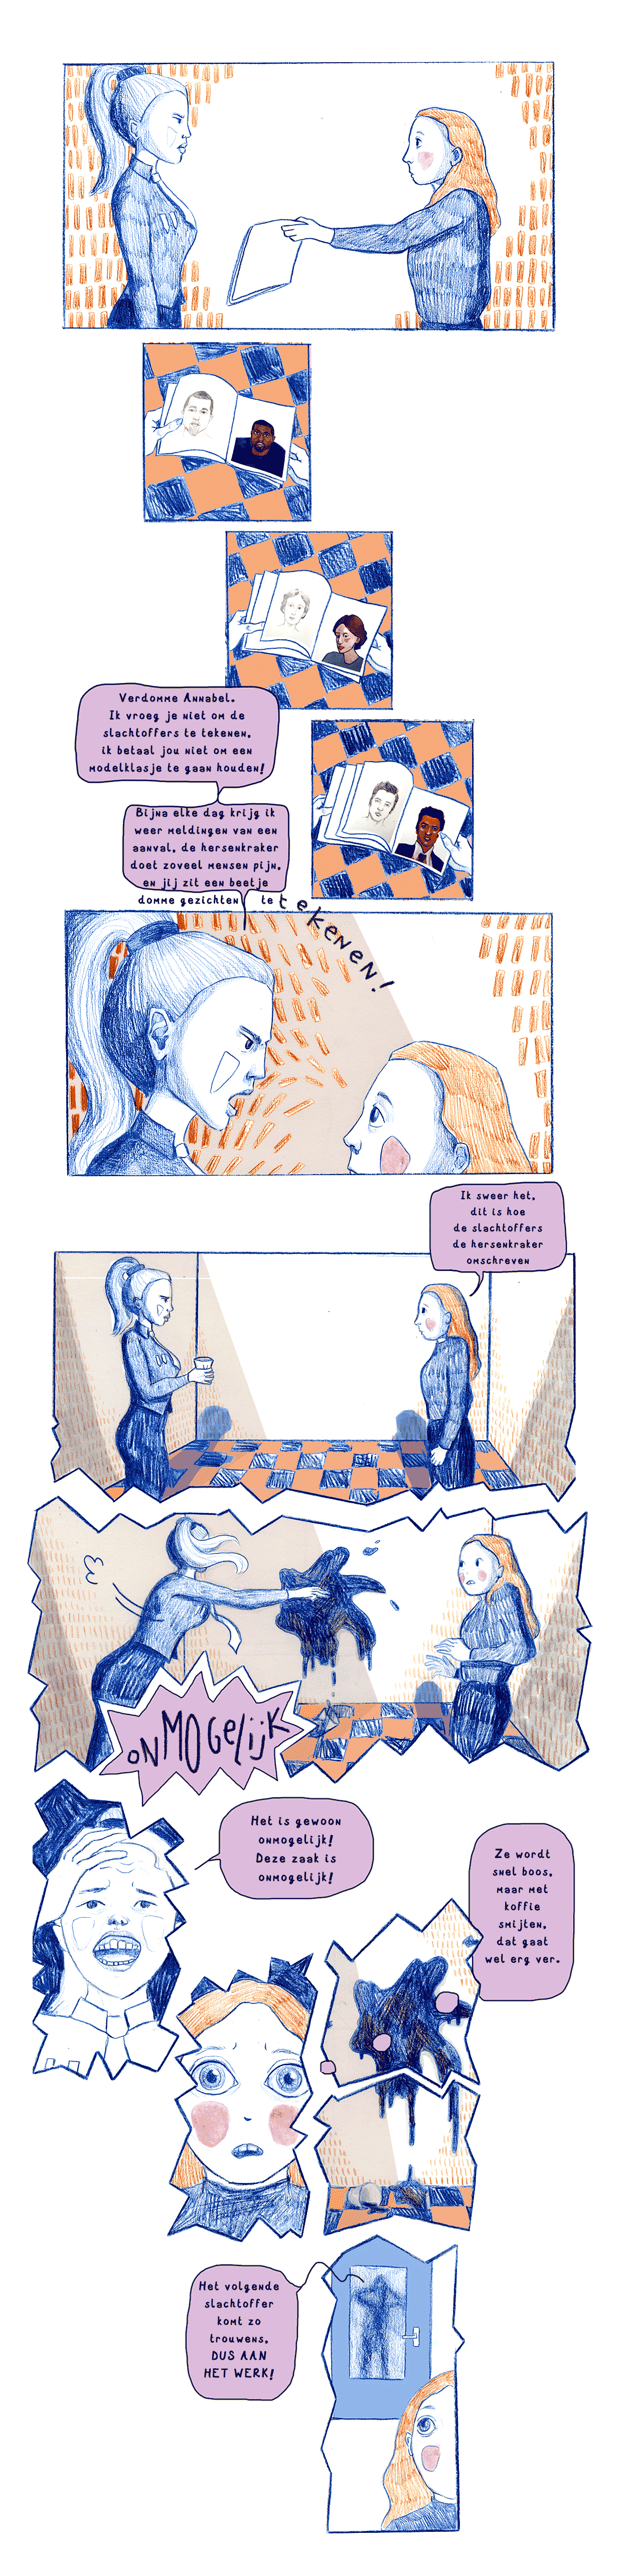 Verdomme Annabel.
Ik vroeg je niet om de
slachtoffers te tekenen,
ik betaal jou niet om een
modelklasje te gaan houden!
Bijna elke dag krijg ik
weer meldingen van een
aanval, de hersenkraker
doet zoveel mensen pijn,
en jij zit een beetje
domme gezichten te tekenen!
Ik sweer het,
dit is hoe
de slachtoffers
de hersenkraker
omschreven
ONMOGELIJK
Het is gewoon
onmogelijk!
Deze zaak is
onmogelijk!
Ze wordt
snel boos,
maar met
koffie
smijten,
dat gaat
wel erg ver.
Het volgende
slachtoffer
komt zo
trouwens,
DUS AAN
HET WERK!